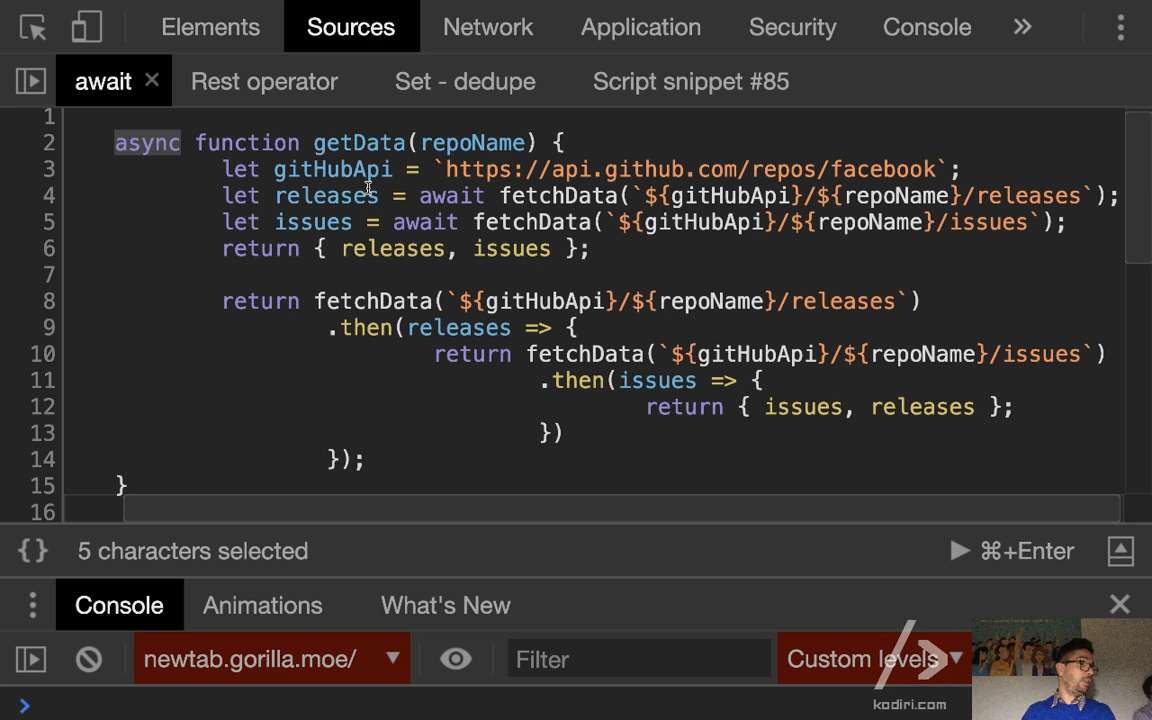 Elements Sources Network Application Security Console »
await × Rest operator Set - dedupe Script snippet #85
1
2 async function getData(repoName) {
3 let gitHubApi = `https://api.github.com/repos/facebook`;
4 let releases = await fetchData(`${gitHubApi}/${repoName}/releases`);
5 let issues = await fetchData(`${gitHubApi}/${repoName}/issues`);
6 return { releases, issues };
7
8 return fetchData(`${gitHubApi}/${repoName}/releases`)
9 .then(releases => {
10 return fetchData(`${gitHubApi}/${repoName}/issues`)
11 .then(issues => {
12 return { issues, releases };
13 })
14 });
15 }
16
{} 5 characters selected ⌘+Enter
Console Animations What's New
newtab.gorilla.moe/ Filter Custom levels
kodiri.com